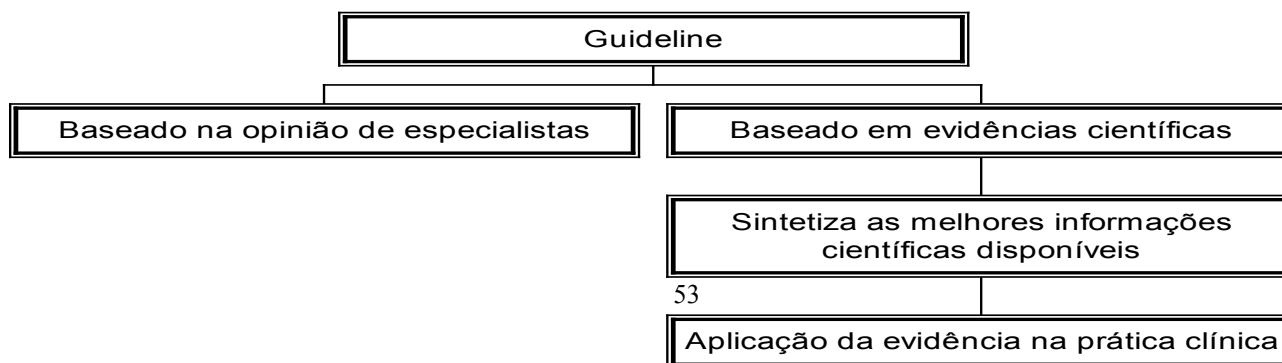 Guideline
Baseado na opinião de especialistas
Baseado em evidências científicas
Sintetiza as melhores informações
científicas disponíveis
53
Aplicação da evidência na prática clínica